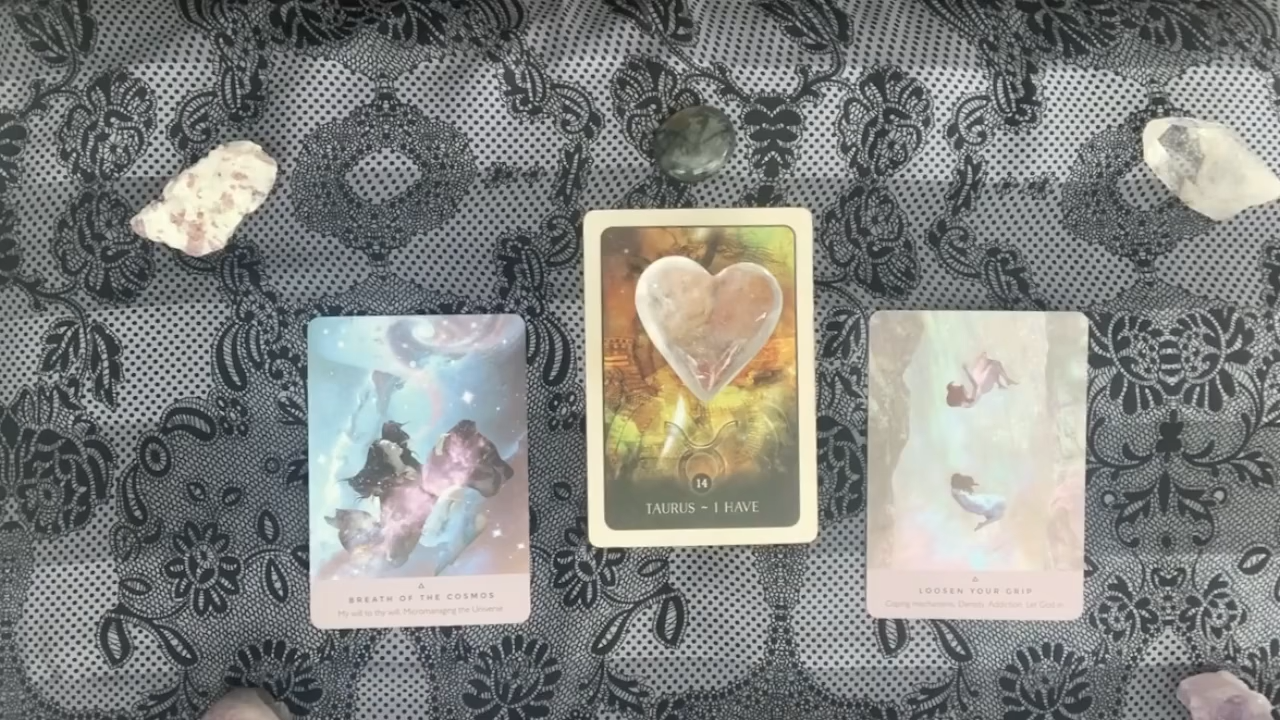 BREATH OF THE COSMOS
My will to thy will. Micromanaging the Universe
14
TAURUS ~ I HAVE
LOOSEN YOUR GRIP
Coping mechanisms. Density. Addiction. Let God in